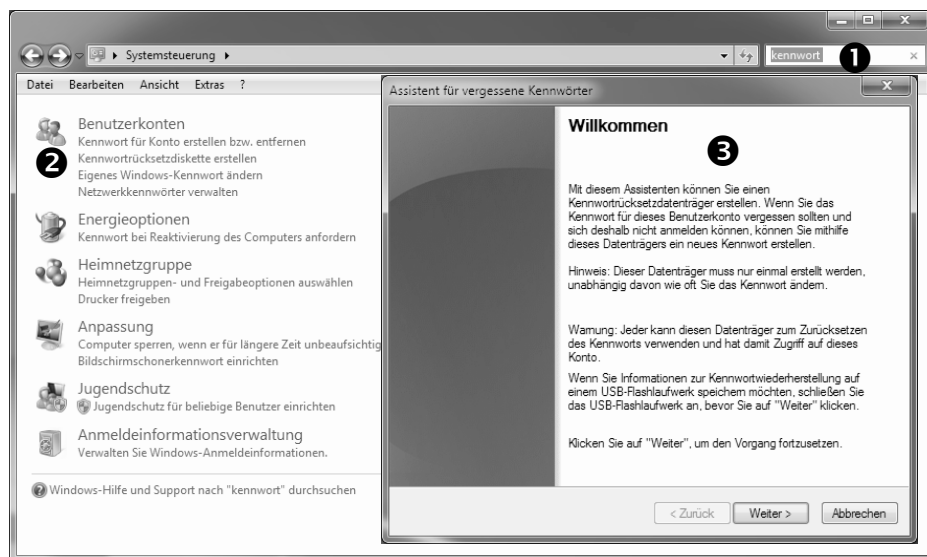 Systemsteuerung
kennwort
❶
Datei Bearbeiten Ansicht Extras ?
Benutzerkonten
Kennwort für Konto erstellen bzw. entfernen
❷
Kennwortrücksetzdiskette erstellen
Eigenes Windows-Kennwort ändern
Netzwerkkennwörter verwalten
Energieoptionen
Kennwort bei Reaktivierung des Computers anfordern
Heimnetzgruppe
Heimnetzgruppen- und Freigabeoptionen auswählen
Drucker freigeben
Anpassung
Computer sperren, wenn er für längere Zeit unbeaufsichtig
Bildschirmschonerkennwort einrichten
Jugendschutz
Jugendschutz für beliebige Benutzer einrichten
Anmeldeinformationsverwaltung
Verwalten Sie Windows-Anmeldeinformationen.
Windows-Hilfe und Support nach "kennwort" durchsuchen
Assistent für vergessene Kennwörter
Willkommen
❸
Mit diesem Assistenten können Sie einen
Kennwortrücksetzdatenträger erstellen. Wenn Sie das
Kennwort für dieses Benutzerkonto vergessen sollten und
sich deshalb nicht anmelden können, können Sie mithilfe
dieses Datenträgers ein neues Kennwort erstellen.
Hinweis: Dieser Datenträger muss nur einmal erstellt werden,
unabhängig davon wie oft Sie das Kennwort ändern.
Warnung: Jeder kann diesen Datenträger zum Zurücksetzen
des Kennworts verwenden und hat damit Zugriff auf dieses
Konto.
Wenn Sie Informationen zur Kennwortwiederherstellung auf
einem USB-Flashlaufwerk speichern möchten, schließen Sie
das USB-Flashlaufwerk an, bevor Sie auf "Weiter" klicken.
Klicken Sie auf "Weiter", um den Vorgang fortzusetzen.
< Zurück Weiter > Abbrechen